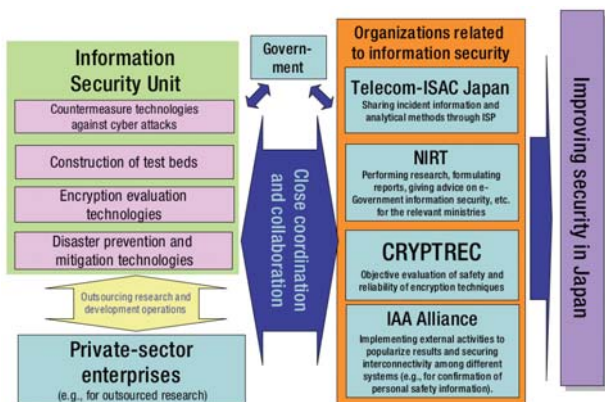 Information
Security Unit
Countermeasure technologies
against cyber attacks
Construction of test beds
Encryption evaluation
technologies
Disaster prevention and
mitigation technologies
Outsourcing research and
development operations
Private-sector
enterprises
(e.g., for outsourced research)
Govern-
ment
Close coordination
and collaboration
Organizations related
to information security
Telecom-ISAC Japan
Sharing incident information and
analytical methods through ISP
NIRT
Performing research, formulating
reports, giving advice on e-
Government information security, etc.
for the relevant ministries
CRYPTREC
Objective evaluation of safety and
reliability of encryption techniques
IAA Alliance
Implementing external activities to
popularize results and securing
interconnectivity among different
systems (e.g., for confirmation of
personal safety information).
Improving security in Japan